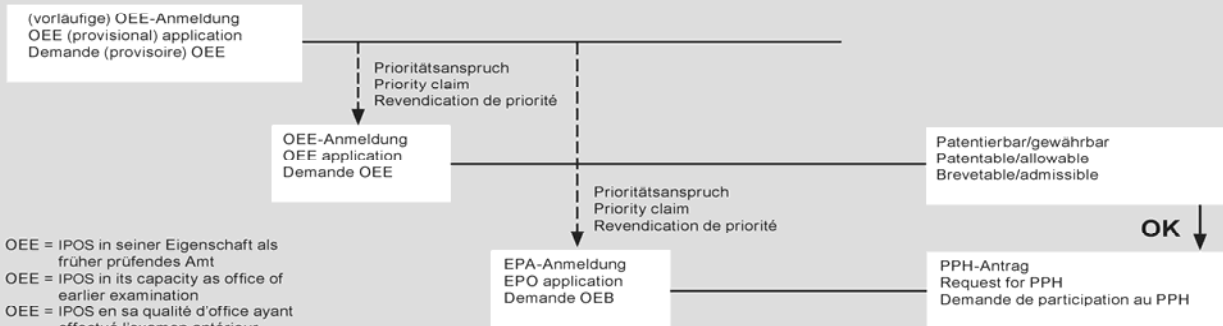 (vorläufige) OEE-Anmeldung
OEE (provisional) application
Demande (provisoire) OEE
Prioritätsanspruch
Priority claim
Revendication de priorité
OEE-Anmeldung
OEE application
Demande OEE
Patentierbar/gewährbar
Patentable/allowable
Brevetable/admissible
Prioritätsanspruch
Priority claim
Revendication de priorité
OK
OEE = IPOS in seiner Eigenschaft als
früher prüfendes Amt
OEE = IPOS in its capacity as office of
earlier examination
OEE = IPOS en sa qualité d'office ayant
effectué l'examen antérieur
EPA-Anmeldung
EPO application
Demande OEB
PPH-Antrag
Request for PPH
Demande de participation au PPH